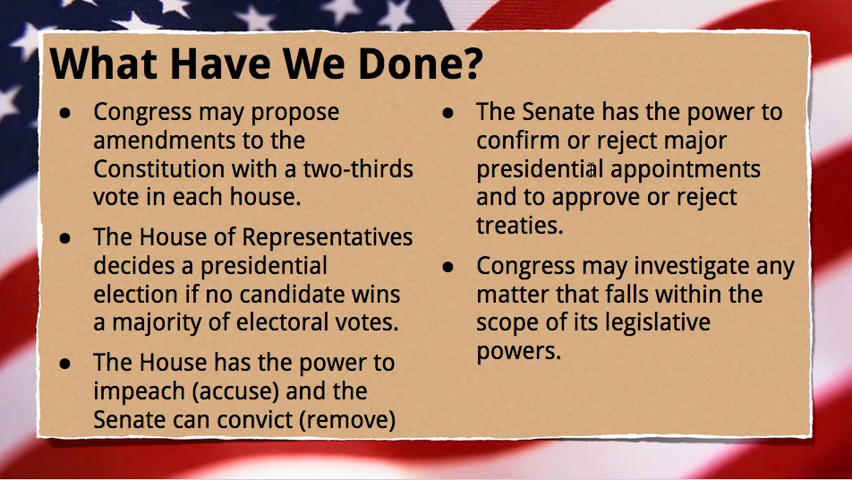 What Have We Done?
● Congress may propose
amendments to the
Constitution with a two-thirds
vote in each house.
● The House of Representatives
decides a presidential
election if no candidate wins
a majority of electoral votes.
● The House has the power to
impeach (accuse) and the
Senate can convict (remove)
● The Senate has the power to
confirm or reject major
presidential appointments
and to approve or reject
treaties.
● Congress may investigate any
matter that falls within the
scope of its legislative
powers.